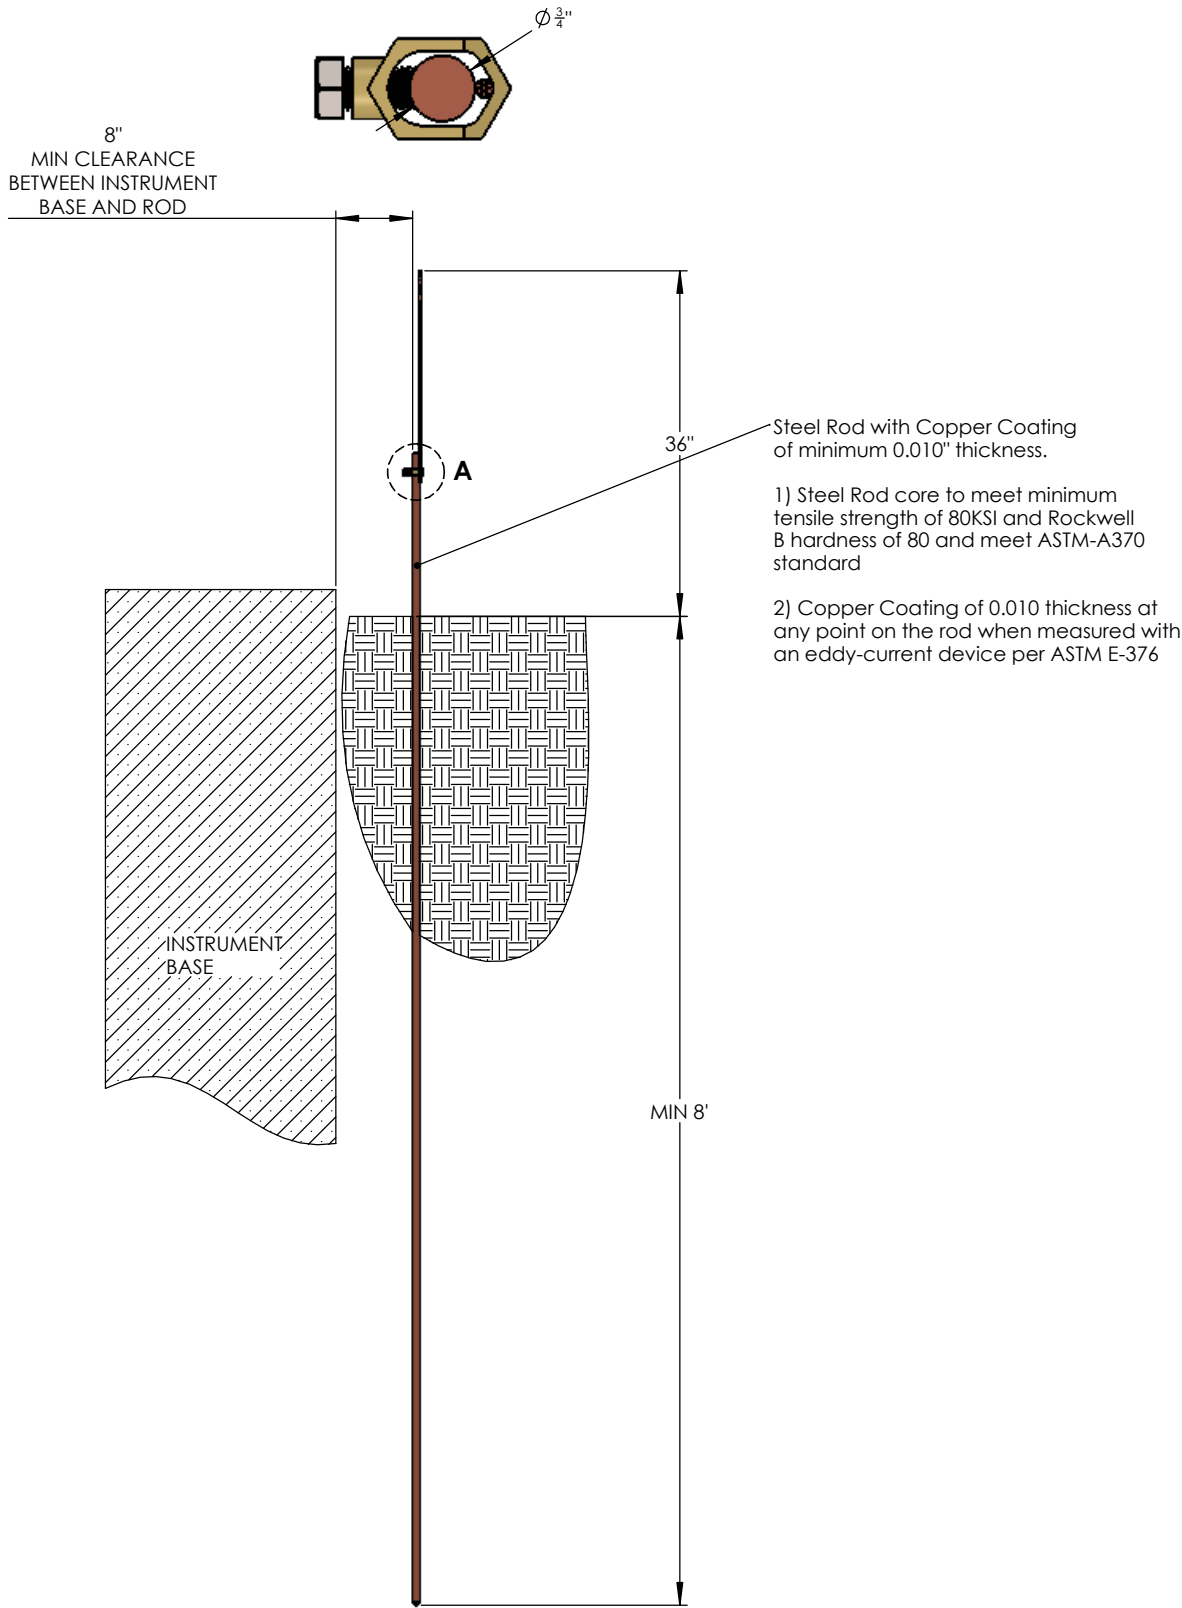 Ø 3/4"
8"
MIN CLEARANCE
BETWEEN INSTRUMENT
BASE AND ROD
36"
Steel Rod with Copper Coating
of minimum 0.010" thickness.
A
1) Steel Rod core to meet minimum
tensile strength of 80KSI and Rockwell
B hardness of 80 and meet ASTM-A370
standard
2) Copper Coating of 0.010 thickness at
any point on the rod when measured with
an eddy-current device per ASTM E-376
INSTRUMENT
BASE
MIN 8'